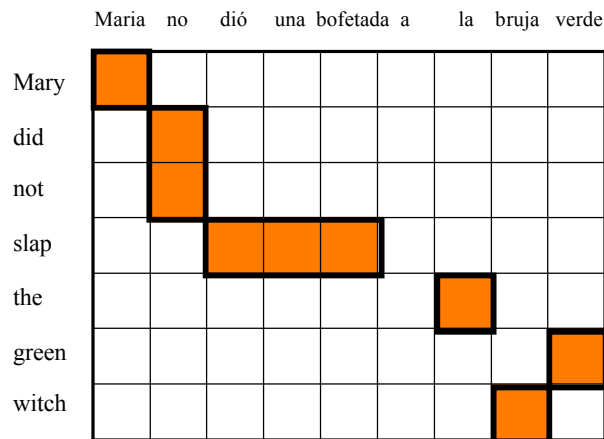 Maria no dió una bofetada a la bruja verde
Mary
did
not
slap
the
green
witch